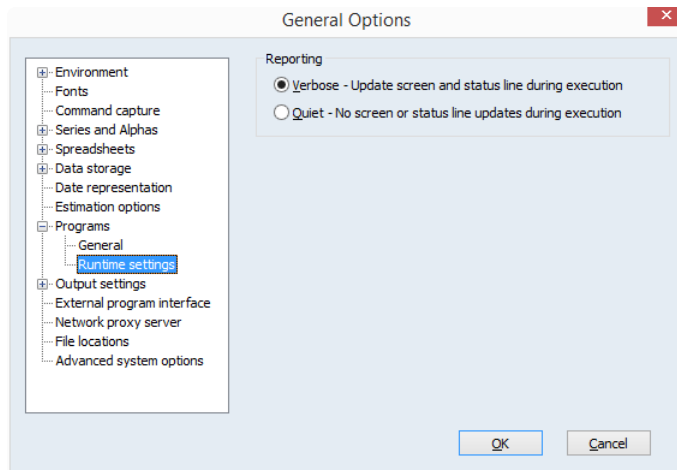 General Options
Environment
Fonts
Command capture
Series and Alphas
Spreadsheets
Data storage
Date representation
Estimation options
Programs
General
Runtime settings
Output settings
External program interface
Network proxy server
File locations
Advanced system options
Reporting
Verbose - Update screen and status line during execution
Quiet - No screen or status line updates during execution
OK
Cancel